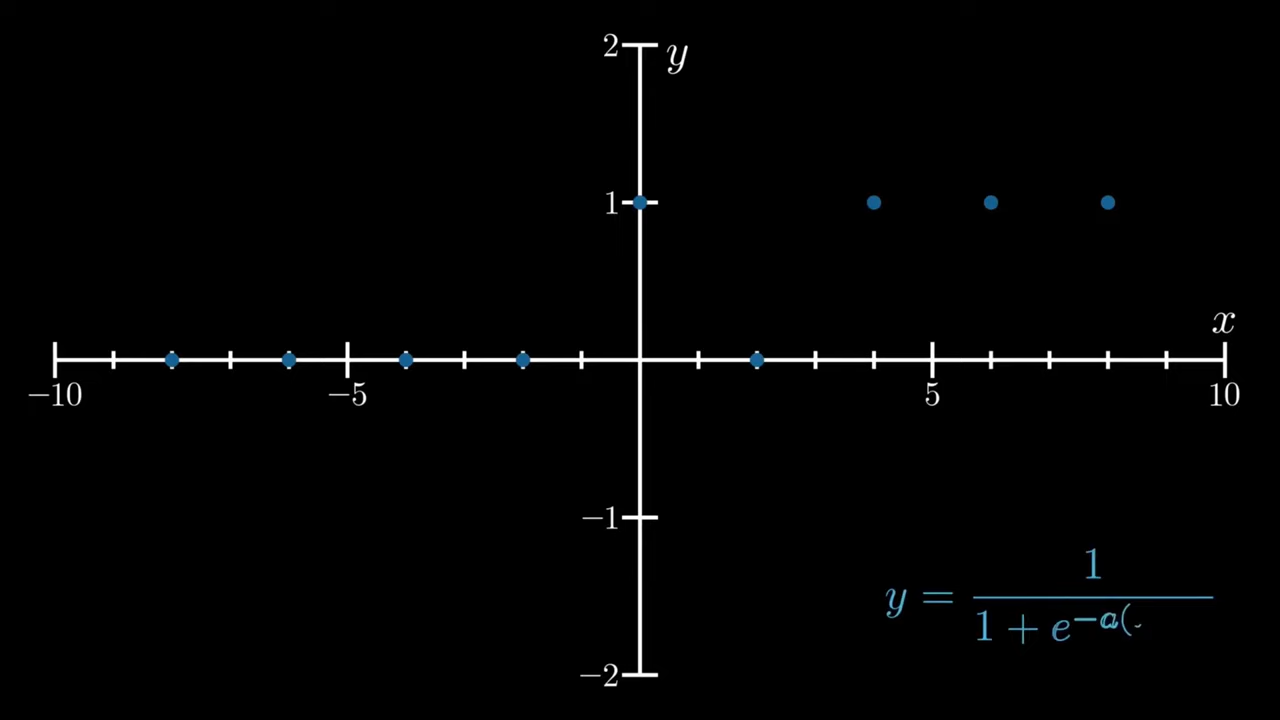 2
y
1
x
−10
−5
5
10
−1
−2
y = 1 / 1 + e^−a(